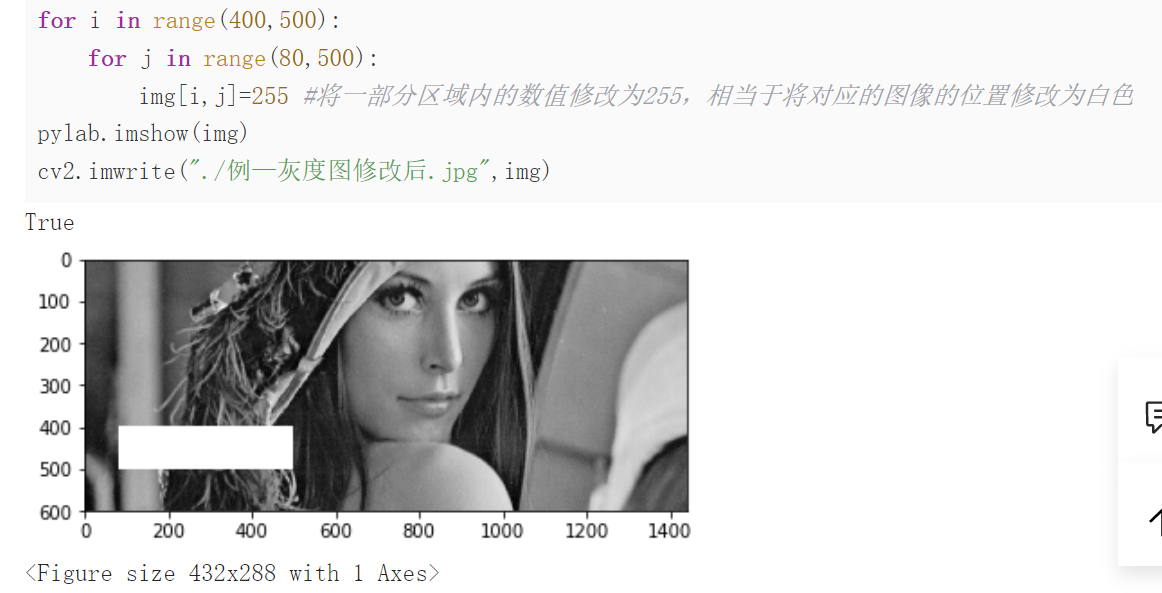 for i in range(400,500):
for j in range(80,500):
img[i,j]=255 #将一部分区域内的数值修改为255，相当于将对应的图像的位置修改为白色
pylab.imshow(img)
cv2.imwrite("./例一灰度图修改后.jpg",img)
True
0
100
200
300
400
500
600
0 200 400 600 800 1000 1200 1400
<Figure size 432x288 with 1 Axes>